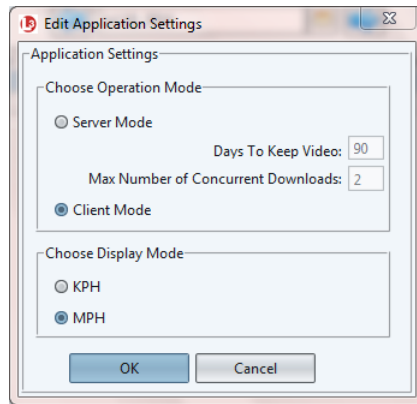 Edit Application Settings
Application Settings
Choose Operation Mode
Server Mode
Days To Keep Video: 90
Max Number of Concurrent Downloads: 2
Client Mode
Choose Display Mode
KPH
MPH
OK Cancel